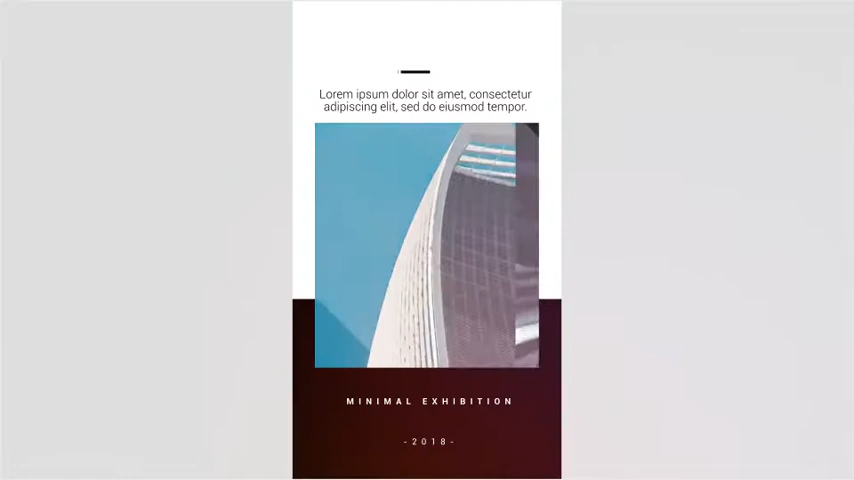 Lorem ipsum dolor sit amet, consectetur
adipiscing elit, sed do eiusmod tempor.
MINIMAL EXHIBITION
-2018-